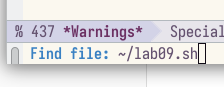 % 437 *Warnings* Special
Find file: ~/lab09.sh